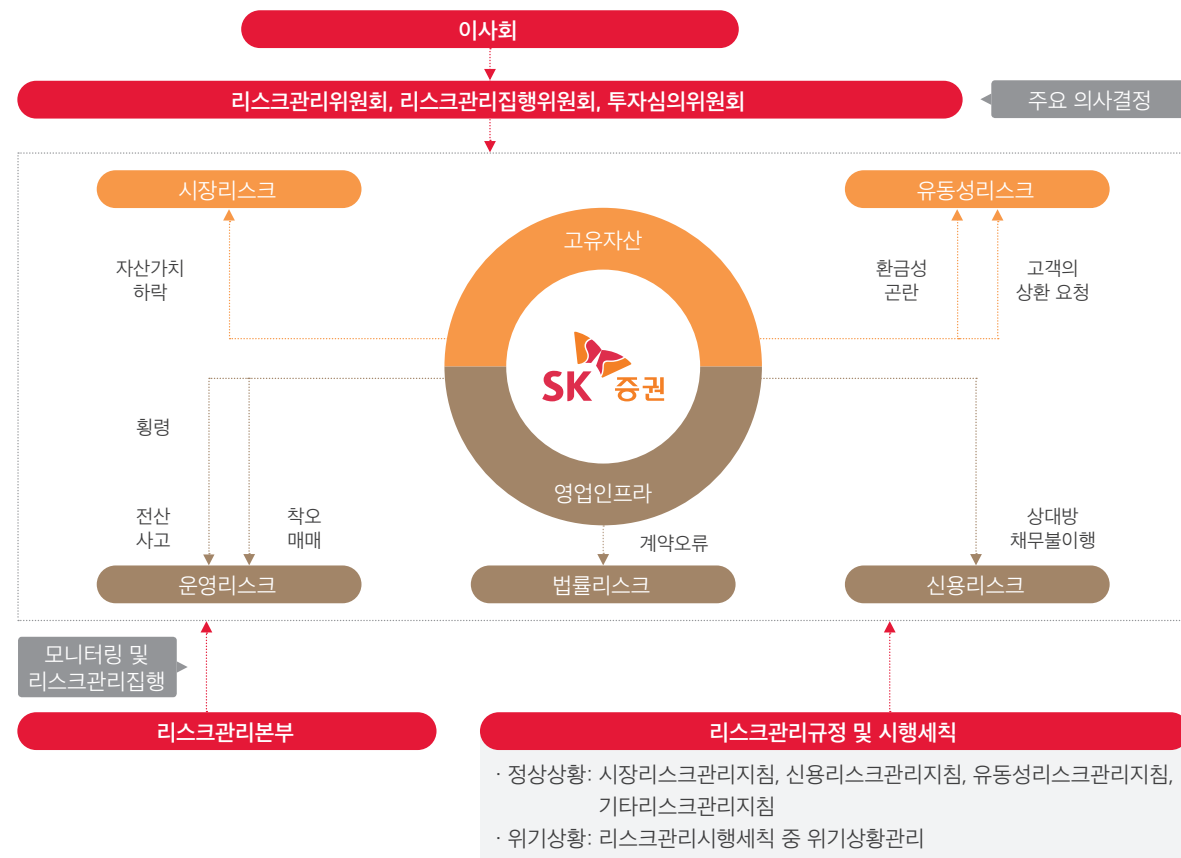 이사회
리스크관리위원회, 리스크관리집행위원회, 투자심의위원회
주요 의사결정
시장리스크
유동성리스크
고유자산
자산가치
하락
환금성
곤란
고객의
상환 요청
SK 증권
횡령
영업인프라
전산
사고
착오
매매
계약오류
상대방
채무불이행
운영리스크
법률리스크
신용리스크
모니터링 및
리스크관리집행
리스크관리본부
리스크관리규정 및 시행세칙
· 정상상황: 시장리스크관리지침, 신용리스크관리지침, 유동성리스크관리지침,
기타리스크관리지침
· 위기상황: 리스크관리시행세칙 중 위기상황관리